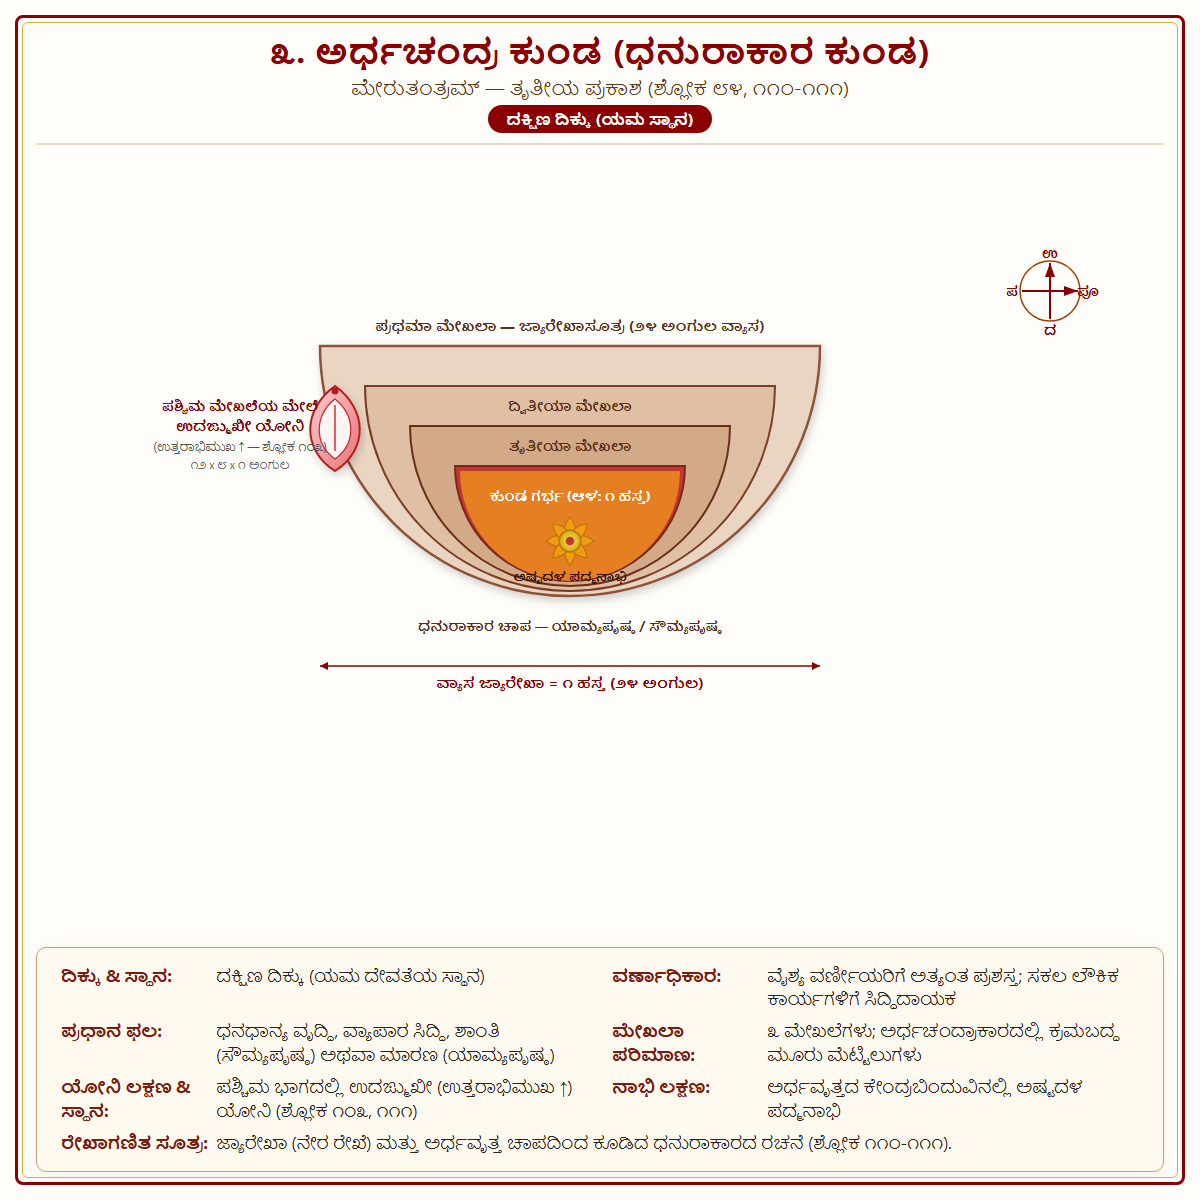 ೩. ಅರ್ಧಚಂದ್ರ ಕುಂಡ (ಧನುರಾಕಾರ ಕುಂಡ)
ಮೇರುತಂತ್ರಮ್ — ತೃತೀಯ ಪ್ರಕಾಶ (ಶ್ಲೋಕ ೮೪, ೧೧೦-೧೧೧)
ದಕ್ಷಿಣ ದಿಕ್ಕು (ಯಮ ಸ್ಥಾನ)
ಉ
ಪ
ಪೂ
ದ
ಪ್ರಥಮಾ ಮೇಖಲಾ — ಜ್ಯಾರೇಖಾಸೂತ್ರ (೨೪ ಅಂಗುಲ ವ್ಯಾಸ)
ದ್ವಿತೀಯಾ ಮೇಖಲಾ
ತೃತೀಯಾ ಮೇಖಲಾ
ಪಶ್ಚಿಮ ಮೇಖಲೆಯ ಮೇಲೆ
ಉದಙ್ಮುಖೀ ಯೋನಿ
(ಉತ್ತರಾಭಿಮುಖ ↑ — ಶ್ಲೋಕ ೧೦೩)
೧೨ x ೮ x ೧ ಅಂಗುಲ
ಕುಂಡ ಗರ್ಭ (ಆಳ: ೧ ಹಸ್ತ)
ಅಷ್ಟದಳ ಪದ್ಮನಾಭಿ
ಧನುರಾಕಾರ ಚಾಪ — ಯಾಮ್ಯಪೃಷ್ಠ / ಸೌಮ್ಯಪೃಷ್ಠ
ವ್ಯಾಸ ಜ್ಯಾರೇಖಾ = ೧ ಹಸ್ತ (೨೪ ಅಂಗುಲ)
ದಿಕ್ಕು & ಸ್ಥಾನ: ದಕ್ಷಿಣ ದಿಕ್ಕು (ಯಮ ದೇವತೆಯ ಸ್ಥಾನ)
ವರ್ಣಾಧಿಕಾರ: ವೈಶ್ಯ ವರ್ಣೀಯರಿಗೆ ಅತ್ಯಂತ ಪ್ರಶಸ್ತ; ಸಕಲ ಲೌಕಿಕ
ಕಾರ್ಯಗಳಿಗೆ ಸಿದ್ಧಿದಾಯಕ
ಪ್ರಧಾನ ಫಲ: ಧನಧಾನ್ಯ ವೃದ್ಧಿ, ವ್ಯಾಪಾರ ಸಿದ್ಧಿ, ಶಾಂತಿ
(ಸೌಮ್ಯಪೃಷ್ಠ) ಅಥವಾ ಮಾರಣ (ಯಾಮ್ಯಪೃಷ್ಠ)
ಮೇಖಲಾ ೩ ಮೇಖಲೆಗಳು; ಅರ್ಧಚಂದ್ರಾಕಾರದಲ್ಲಿ ಕ್ರಮಬದ್ಧ
ಪರಿಮಾಣ: ಮೂರು ಮೆಟ್ಟಿಲುಗಳು
ಯೋನಿ ಲಕ್ಷಣ & ಪಶ್ಚಿಮ ಭಾಗದಲ್ಲಿ ಉದಙ್ಮುಖೀ (ಉತ್ತರಾಭಿಮುಖ ↑)
ಸ್ಥಾನ: ಯೋನಿ (ಶ್ಲೋಕ ೧೦೩, ೧೧೧)
ನಾಭಿ ಲಕ್ಷಣ: ಅರ್ಧವೃತ್ತದ ಕೇಂದ್ರಬಿಂದುವಿನಲ್ಲಿ ಅಷ್ಟದಳ
ಪದ್ಮನಾಭಿ
ರೇಖಾಗಣಿತ ಸೂತ್ರ: ಜ್ಯಾರೇಖಾ (ನೇರ ರೇಖೆ) ಮತ್ತು ಅರ್ಧವೃತ್ತ ಚಾಪದಿಂದ ಕೂಡಿದ ಧನುರಾಕಾರದ ರಚನೆ (ಶ್ಲೋಕ ೧೧೦-೧೧೧).